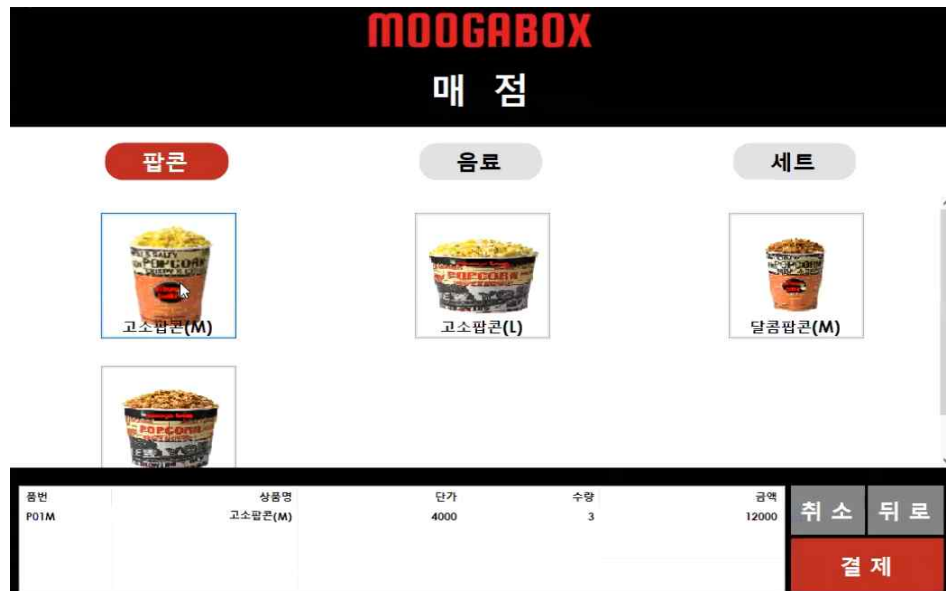 MOOGABOX
매 점
팝콘 음료 세트
고소팝콘(M) 고소팝콘(L) 달콤팝콘(M)
POPCORN
품번 상품명 단가 수량 금액
P01M 고소팝콘(M) 4000 3 12000
취 소 뒤 로
결 제